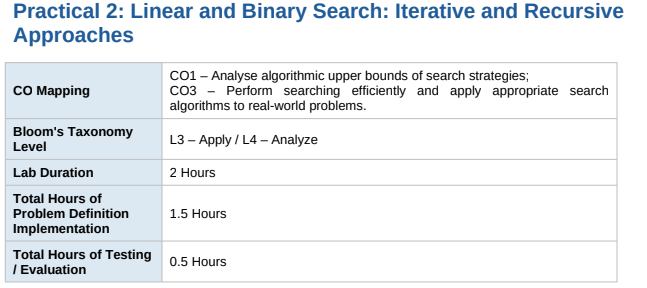 Practical 2: Linear and Binary Search: Iterative and Recursive
Approaches
CO Mapping
CO1 – Analyse algorithmic upper bounds of search strategies;
CO3 – Perform searching efficiently and apply appropriate search
algorithms to real-world problems.
Bloom's Taxonomy
Level
L3 – Apply / L4 – Analyze
Lab Duration
2 Hours
Total Hours of
Problem Definition
Implementation
1.5 Hours
Total Hours of Testing
/ Evaluation
0.5 Hours